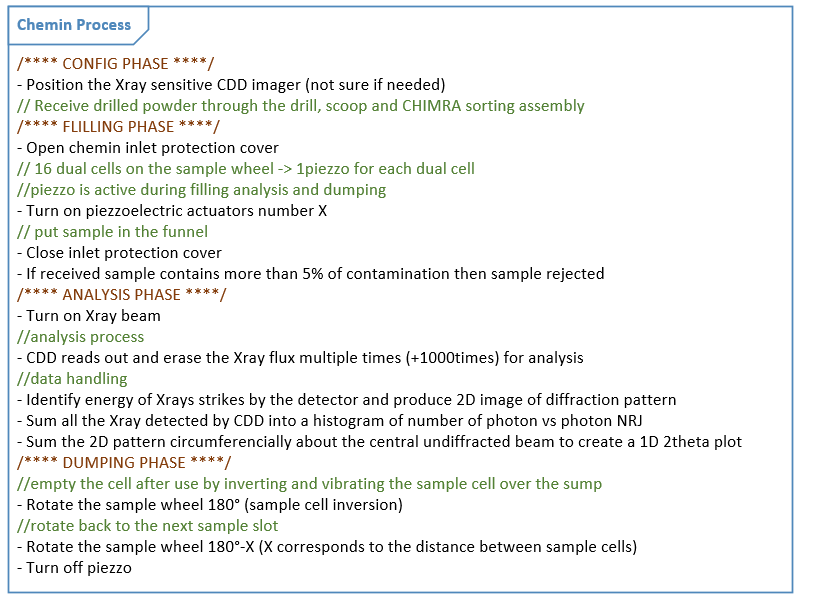 Chemin Process
/**** CONFIG PHASE ****/
- Position the Xray sensitive CDD imager (not sure if needed)
// Receive drilled powder through the drill, scoop and CHIMRA sorting assembly
/**** FLILLING PHASE ****/
- Open chemin inlet protection cover
// 16 dual cells on the sample wheel -> 1piezzo for each dual cell
//piezzo is active during filling analysis and dumping
- Turn on piezzoelectric actuators number X
// put sample in the funnel
- Close inlet protection cover
- If received sample contains more than 5% of contamination then sample rejected
/**** ANALYSIS PHASE ****/
- Turn on Xray beam
//analysis process
- CDD reads out and erase the Xray flux multiple times (+1000times) for analysis
//data handling
- Identify energy of Xrays strikes by the detector and produce 2D image of diffraction pattern
- Sum all the Xray detected by CDD into a histogram of number of photon vs photon NRJ
- Sum the 2D pattern circumferencially about the central undiffracted beam to create a 1D 2theta plot
/**** DUMPING PHASE ****/
//empty the cell after use by inverting and vibrating the sample cell over the sump
- Rotate the sample wheel 180° (sample cell inversion)
//rotate back to the next sample slot
- Rotate the sample wheel 180°-X (X corresponds to the distance between sample cells)
- Turn off piezzo